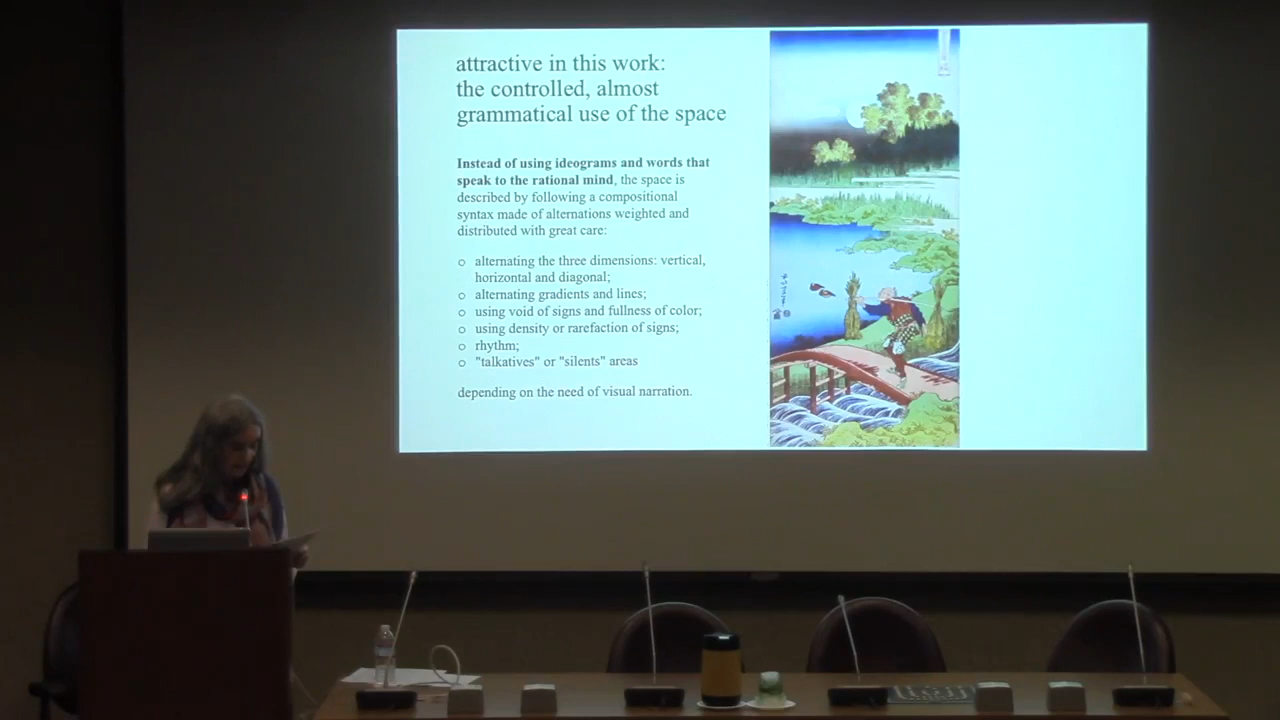 attractive in this work:
the controlled, almost
grammatical use of the space
Instead of using ideograms and words that
speak to the rational mind, the space is
described by following a compositional
syntax made of alternations weighted and
distributed with great care:
alternating the three dimensions: vertical,
horizontal and diagonal;
alternating gradients and lines;
using void of signs and fullness of color;
using density or rarefaction of signs;
rhythm;
"talkatives" or "silents" areas
depending on the need of visual narration.